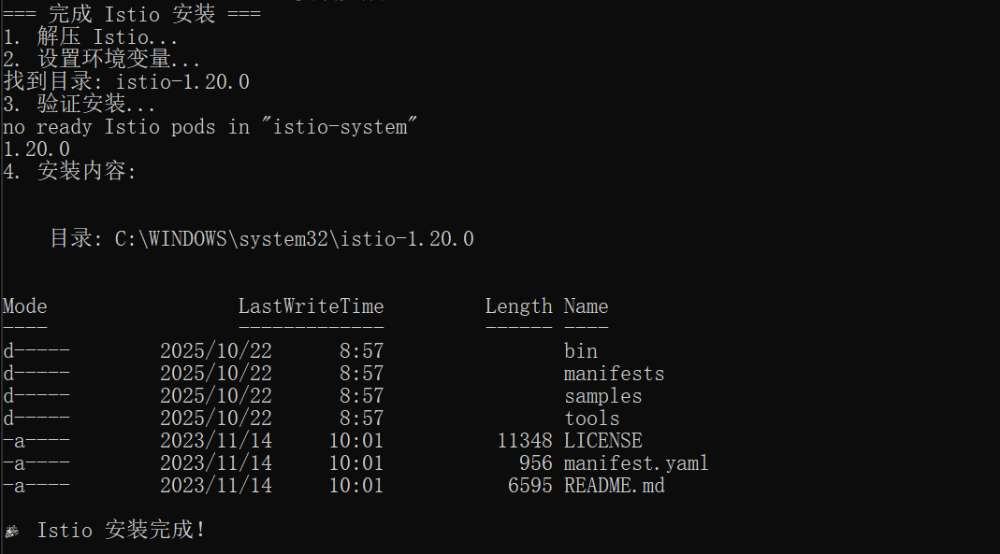 === 完成 Istio 安装 ===
1. 解压 Istio...
2. 设置环境变量...
找到目录: istio-1.20.0
3. 验证安装...
no ready Istio pods in "istio-system"
1.20.0
4. 安装内容:
目录: C:\WINDOWS\system32\istio-1.20.0
Mode LastWriteTime Length Name
---- ------------- ------ ----
d----- 2025/10/22 8:57 bin
d----- 2025/10/22 8:57 manifests
d----- 2025/10/22 8:57 samples
d----- 2025/10/22 8:57 tools
-a---- 2023/11/14 10:01 11348 LICENSE
-a---- 2023/11/14 10:01 956 manifest.yaml
-a---- 2023/11/14 10:01 6595 README.md
🎉 Istio 安装完成!